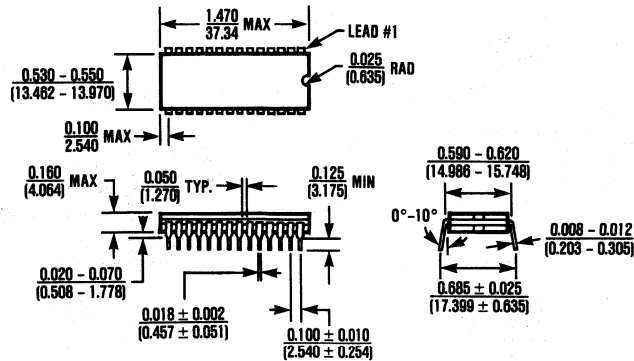 1.470 MAX
37.34
LEAD #1
0.530 - 0.550
(13.462 - 13.970)
0.025 RAD
(0.635)
0.100 MAX
2.540
0.160 MAX
(4.064)
0.050 TYP.
(1.270)
0.125 MIN
(3.175)
0.590 - 0.620
(14.986 - 15.748)
0°-10°
0.008 - 0.012
(0.203 - 0.305)
0.020 - 0.070
(0.508 - 1.778)
0.018 ± 0.002
(0.457 ± 0.051)
0.100 ± 0.010
(2.540 ± 0.254)
0.685 ± 0.025
(17.399 ± 0.635)